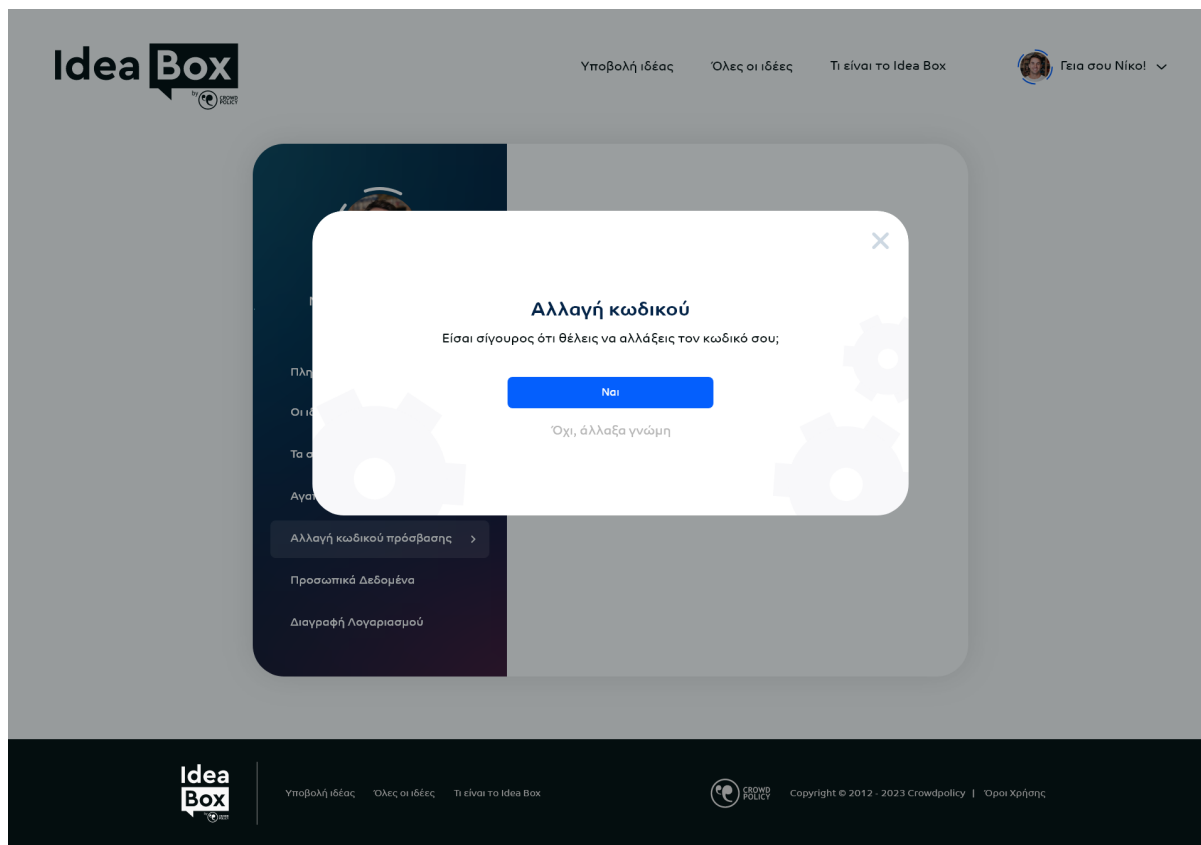 Idea Box
by CROWD POLICY
Υποβολή ιδέας
Όλες οι ιδέες
Τι είναι το Idea Box
Γεια σου Νίκο!
Αλλαγή κωδικού
Είσαι σίγουρος ότι θέλεις να αλλάξεις τον κωδικό σου;
Ναι
Όχι, άλλαξα γνώμη
Αλλαγή κωδικού πρόσβασης
Προσωπικά Δεδομένα
Διαγραφή Λογαριασμού
Idea
Box
Υποβολή ιδέας
Όλες οι ιδέες
Τι είναι το Idea Box
CROWD
POLICY
Copyright © 2012 - 2023 Crowdpolicy | Όροι Χρήσης